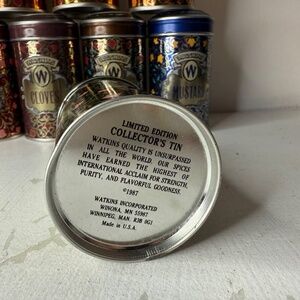 W
W
W
CLOVES
MUSTARD
LIMITED EDITION
COLLECTOR'S TIN
WATKINS QUALITY IS UNSURPASSED
IN ALL THE WORLD. OUR SPICES
HAVE EARNED THE HIGHEST OF
INTERNATIONAL ACCLAIM FOR STRENGTH,
PURITY, AND FLAVORFUL GOODNESS.
©1987
WATKINS INCORPORATED
WINONA, MN 55987
WINNIPEG, MAN. R3B 0G1
Made in U.S.A.